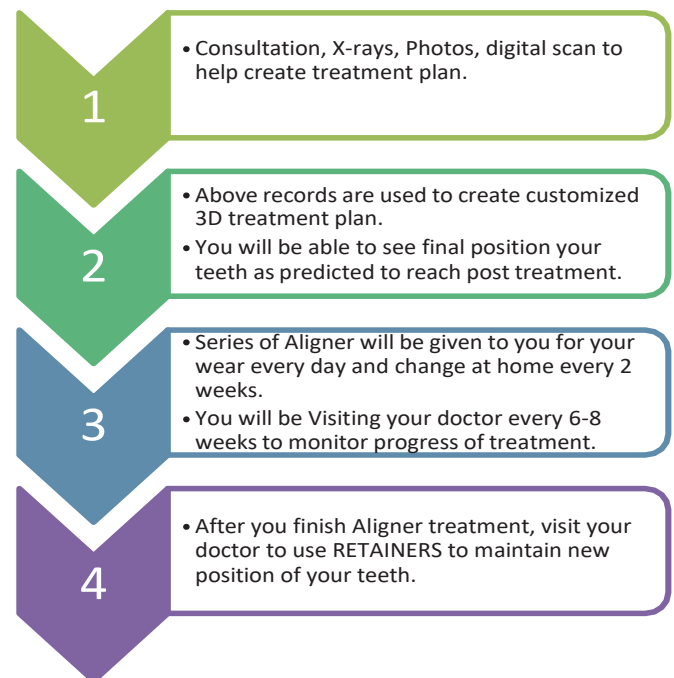 1
• Consultation, X-rays, Photos, digital scan to
help create treatment plan.
2
• Above records are used to create customized
3D treatment plan.
• You will be able to see final position your
teeth as predicted to reach post treatment.
3
• Series of Aligner will be given to you for your
wear every day and change at home every 2
weeks.
• You will be Visiting your doctor every 6-8
weeks to monitor progress of treatment.
4
• After you finish Aligner treatment, visit your
doctor to use RETAINERS to maintain new
position of your teeth.